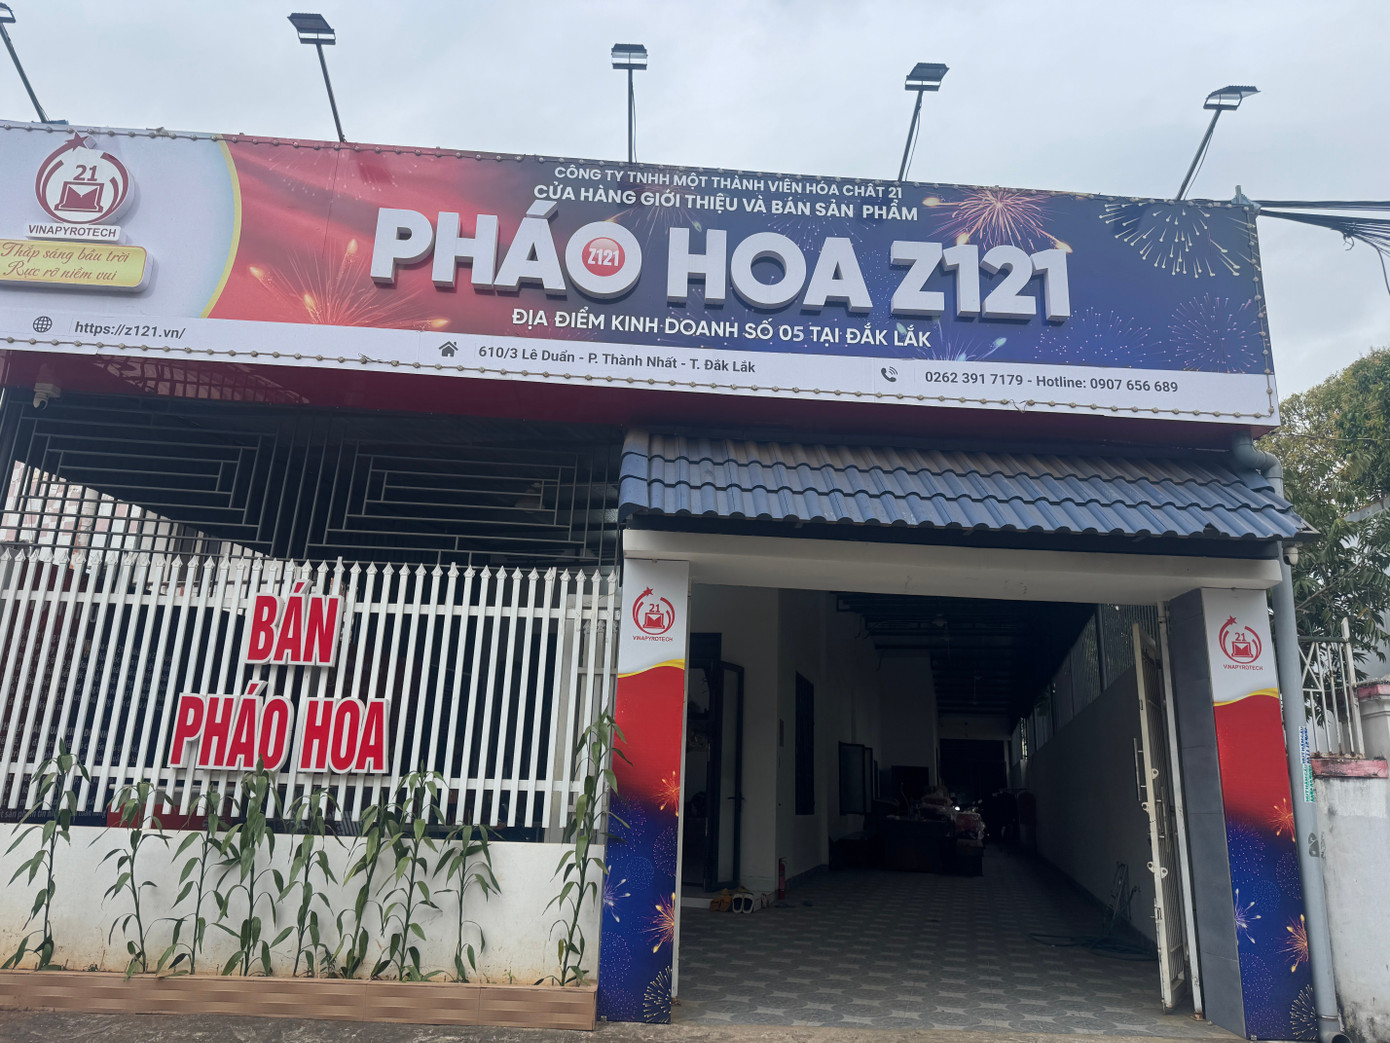 21
VINAPYROTECH
Thắp sáng bầu trời
Rực rỡ niềm vui
CÔNG TY TNHH MỘT THÀNH VIÊN HÓA CHẤT 21
CỬA HÀNG GIỚI THIỆU VÀ BÁN SẢN PHẨM
PHÁO HOA Z121
Z121
ĐỊA ĐIỂM KINH DOANH SỐ 05 TẠI ĐẮK LẮK
https://z121.vn/
610/3 Lê Duẩn - P. Thành Nhất - T. Đắk Lắk
0262 391 7179 - Hotline: 0907 656 689
BÁN
PHÁO HOA
21
VINAPYROTECH
21
VINAPYROTECH